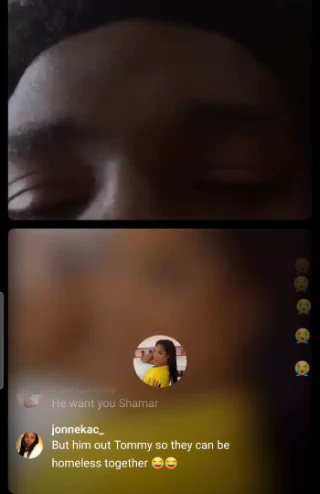 He want you Shamar
jonnekac_
But him out Tommy so they can be
homeless together 😂😂